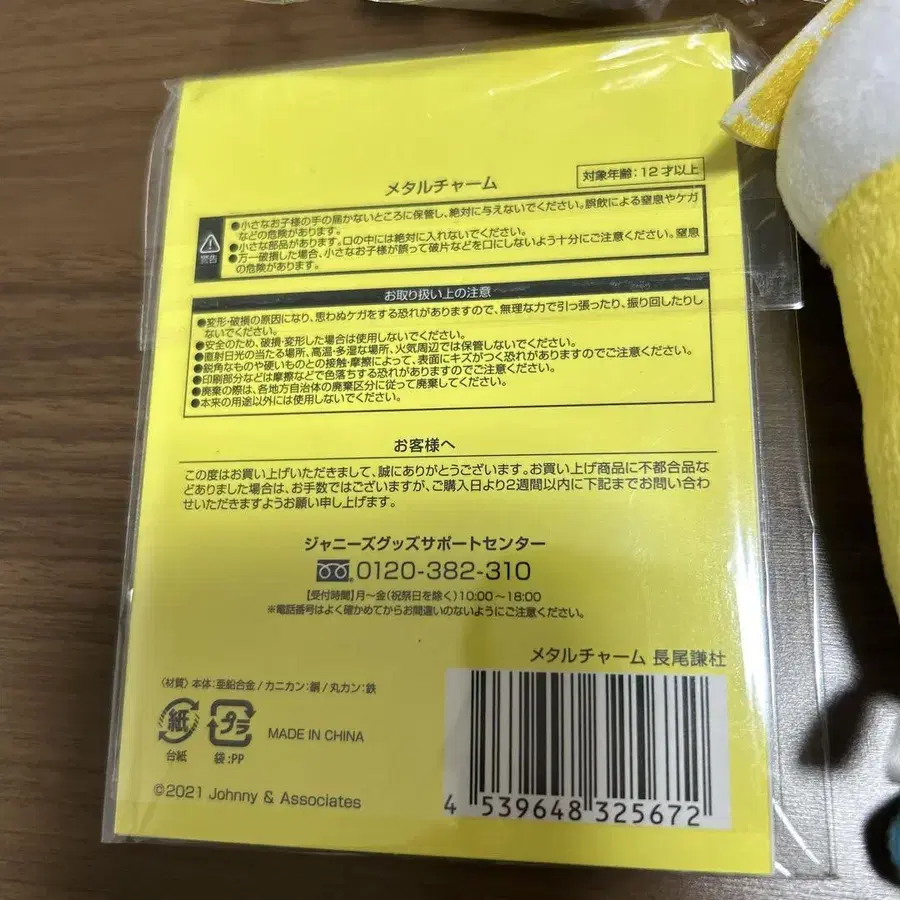 メタルチャーム
対象年齢：12才以上
警告
●小さなお子様の手の届かないところに保管し、絶対に与えないでください。誤飲による窒息やケガ
などの危険があります。
●小さな部品があります。口の中には絶対に入れないでください。
●万一破損した場合、小さなお子様が誤って破片などを口にしないよう十分にご注意ください。窒息
の危険があります。
お取り扱い上の注意
●変形・破損の原因になり、思わぬケガをする恐れがありますので、無理な力で引っ張ったり、振り回したりし
ないでください。
●安全のため、破損・変形した場合は使用しないでください。
●直射日光の当たる場所、高温・多湿な場所、火気周辺では保管しないでください。
●鋭角なものや硬いものとの接触・摩擦によって、表面にキズがつく恐れがありますのでご注意ください。
●印刷部分などは摩擦などで色落ちする恐れがありますのでご注意ください。
●廃棄の際は、各地方自治体の廃棄区分に従って廃棄してください。
●本来の用途以外には使用しないでください。
お客様へ
この度はお買い上げいただきまして、誠にありがとうございます。お買い上げ商品に不都合品な
どありました場合は、お手数ではございますが、ご購入日より2週間以内に下記までお問い合わ
せいただきますようお願い申し上げます。
ジャニーズグッズサポートセンター
0120-382-310
【受付時間】月〜金（祝祭日を除く）10:00〜18:00
※電話番号はよく確かめてからお間違いのないようにご注意ください。
メタルチャーム 長尾謙杜
〈材質〉本体：亜鉛合金 / カニカン：銅 / 丸カン：鉄
紙
プラ
MADE IN CHINA
台紙
袋：PP
©2021 Johnny & Associates
4 539648 325672